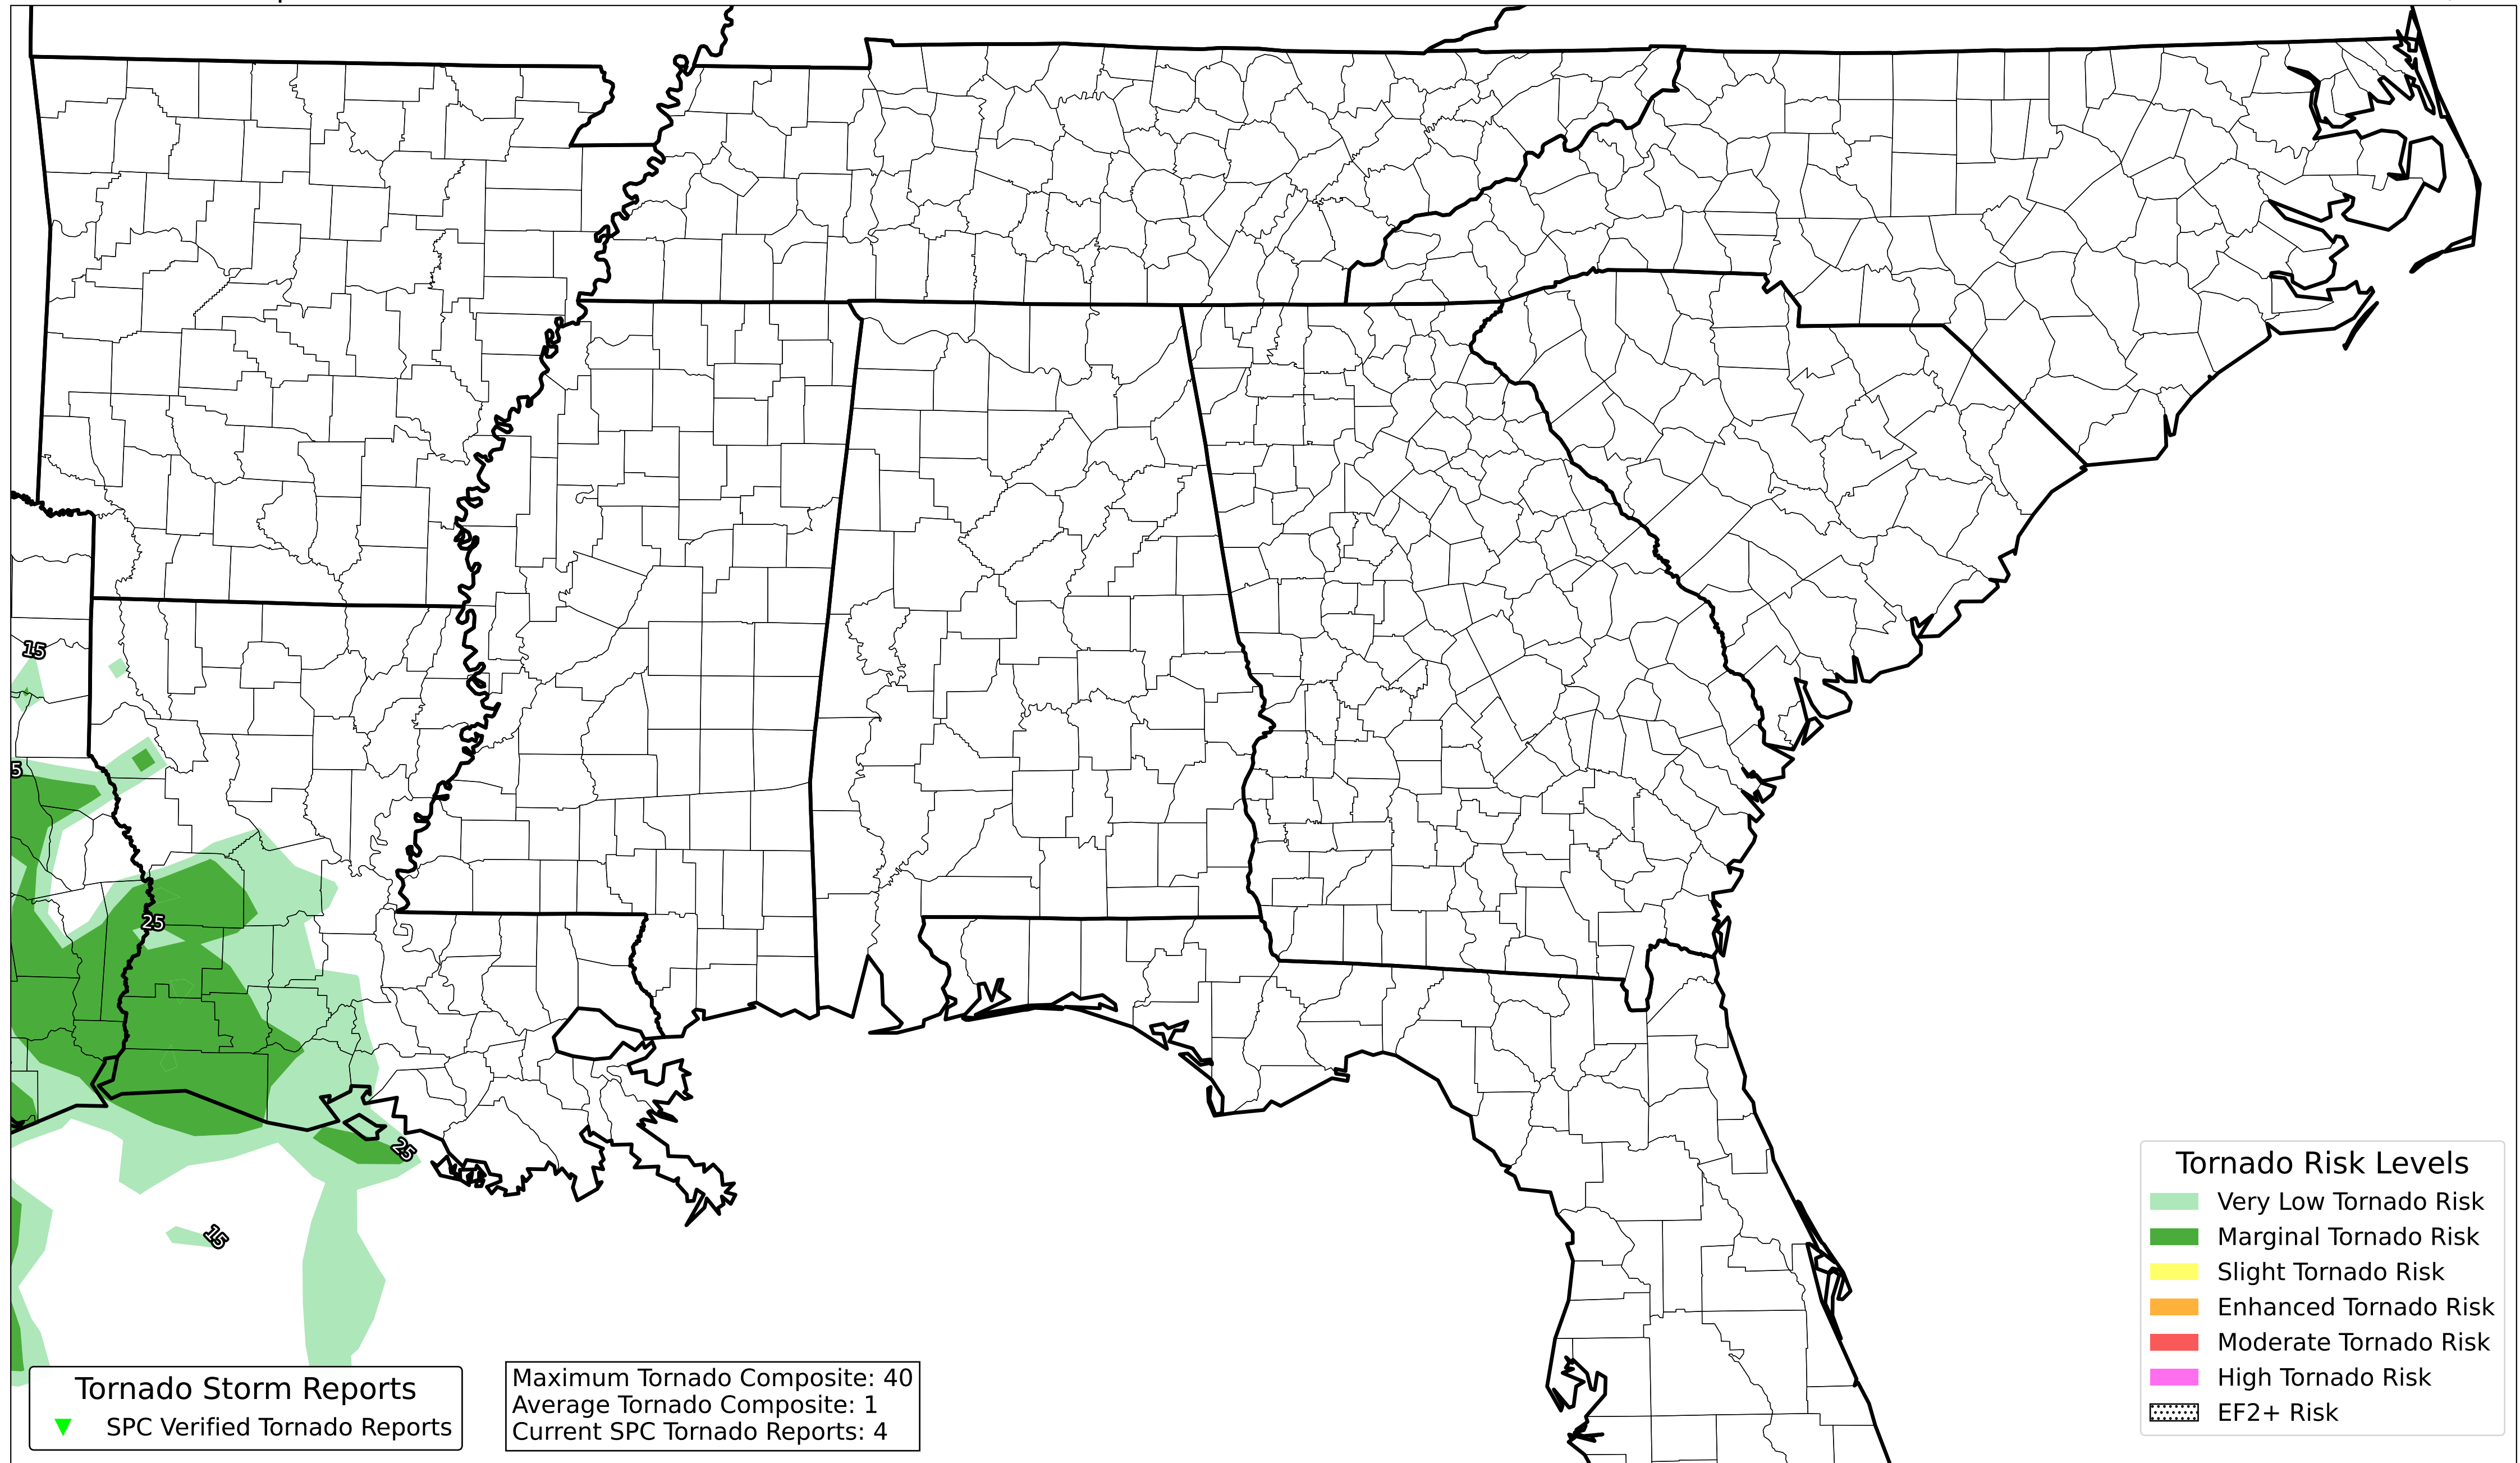 15
5
25
25
15
Tornado Risk Levels
Very Low Tornado Risk
Marginal Tornado Risk
Slight Tornado Risk
Enhanced Tornado Risk
Moderate Tornado Risk
High Tornado Risk
EF2+ Risk
Tornado Storm Reports
SPC Verified Tornado Reports
Maximum Tornado Composite: 40
Average Tornado Composite: 1
Current SPC Tornado Reports: 4